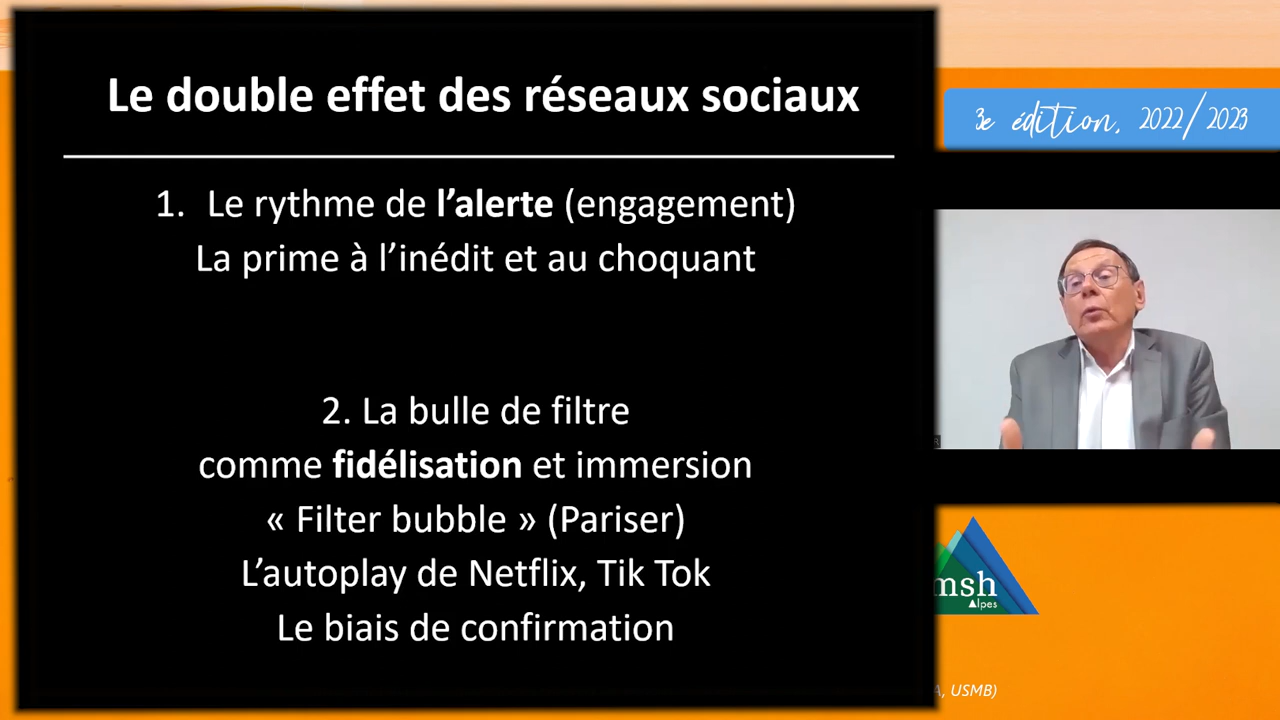 Le double effet des réseaux sociaux
3e édition, 2022/2023
1. Le rythme de l’alerte (engagement)
La prime à l’inédit et au choquant
2. La bulle de filtre
comme fidélisation et immersion
« Filter bubble » (Pariser)
L’autoplay de Netflix, Tik Tok
Le biais de confirmation
msh
Alpes
A, USMB)